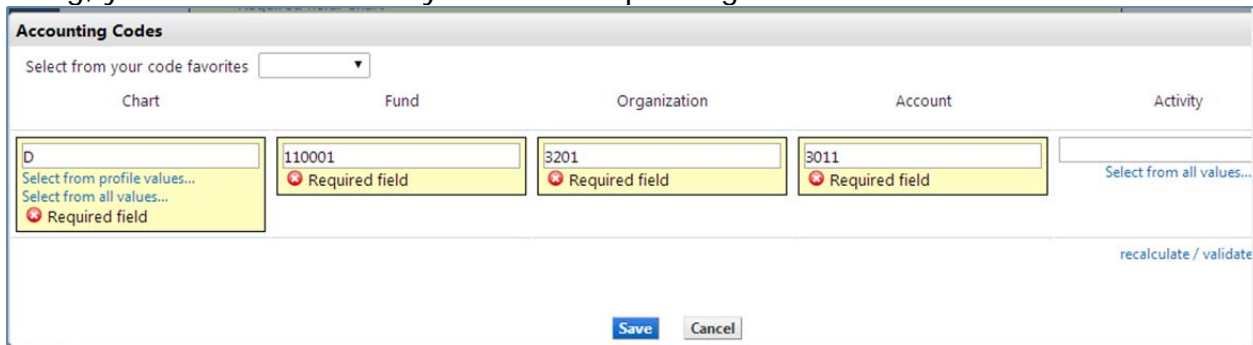 Accounting Codes
Select from your code favorites
Chart Fund Organization Account Activity
D 110001 3201 3011
Select from profile values... Required field Required field Required field Select from all values...
Select from all values...
Required field
recalculate / validate
Save Cancel